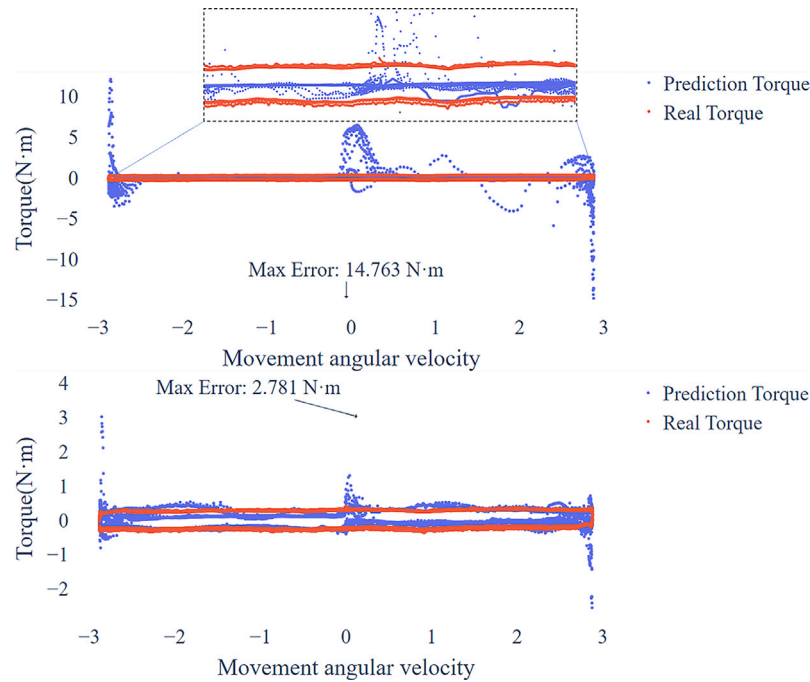 Prediction Torque
Real Torque
10
5
0
−5
−10
−15
Torque(N·m)
Max Error: 14.763 N·m
−3
−2
−1
0
1
2
3
Movement angular velocity
4
3
2
1
0
−1
−2
Torque(N·m)
Max Error: 2.781 N·m
Prediction Torque
Real Torque
−3
−2
−1
0
1
2
3
Movement angular velocity